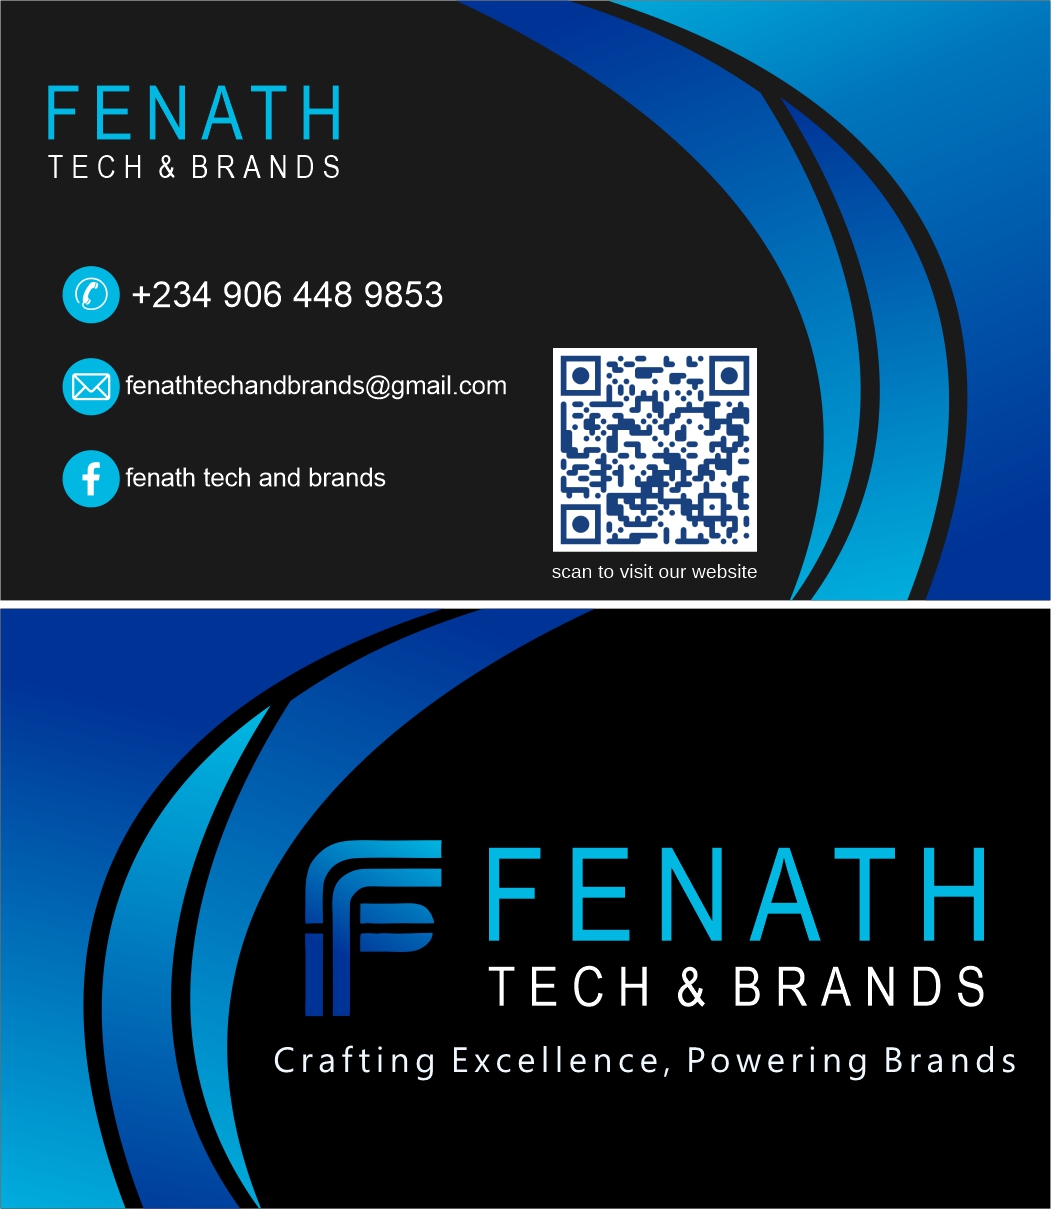 FENATH
TECH & BRANDS
+234 906 448 9853
fenathtechandbrands@gmail.com
fenath tech and brands
scan to visit our website
FENATH
TECH & BRANDS
Crafting Excellence, Powering Brands